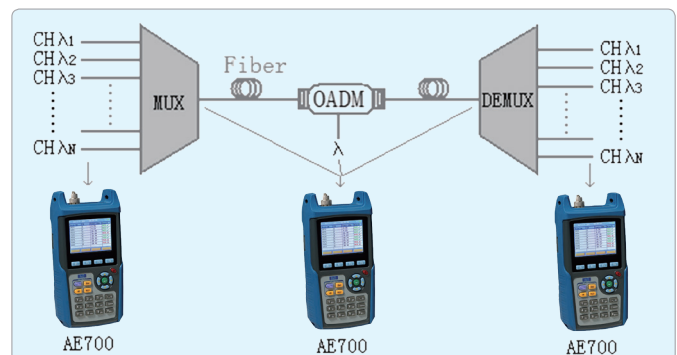 CHλ1
CHλ2
CHλ3
CHλN
MUX
Fiber
OADM
λ
DEMUX
CHλ1
CHλ2
CHλ3
CHλN
AE700
AE700
AE700